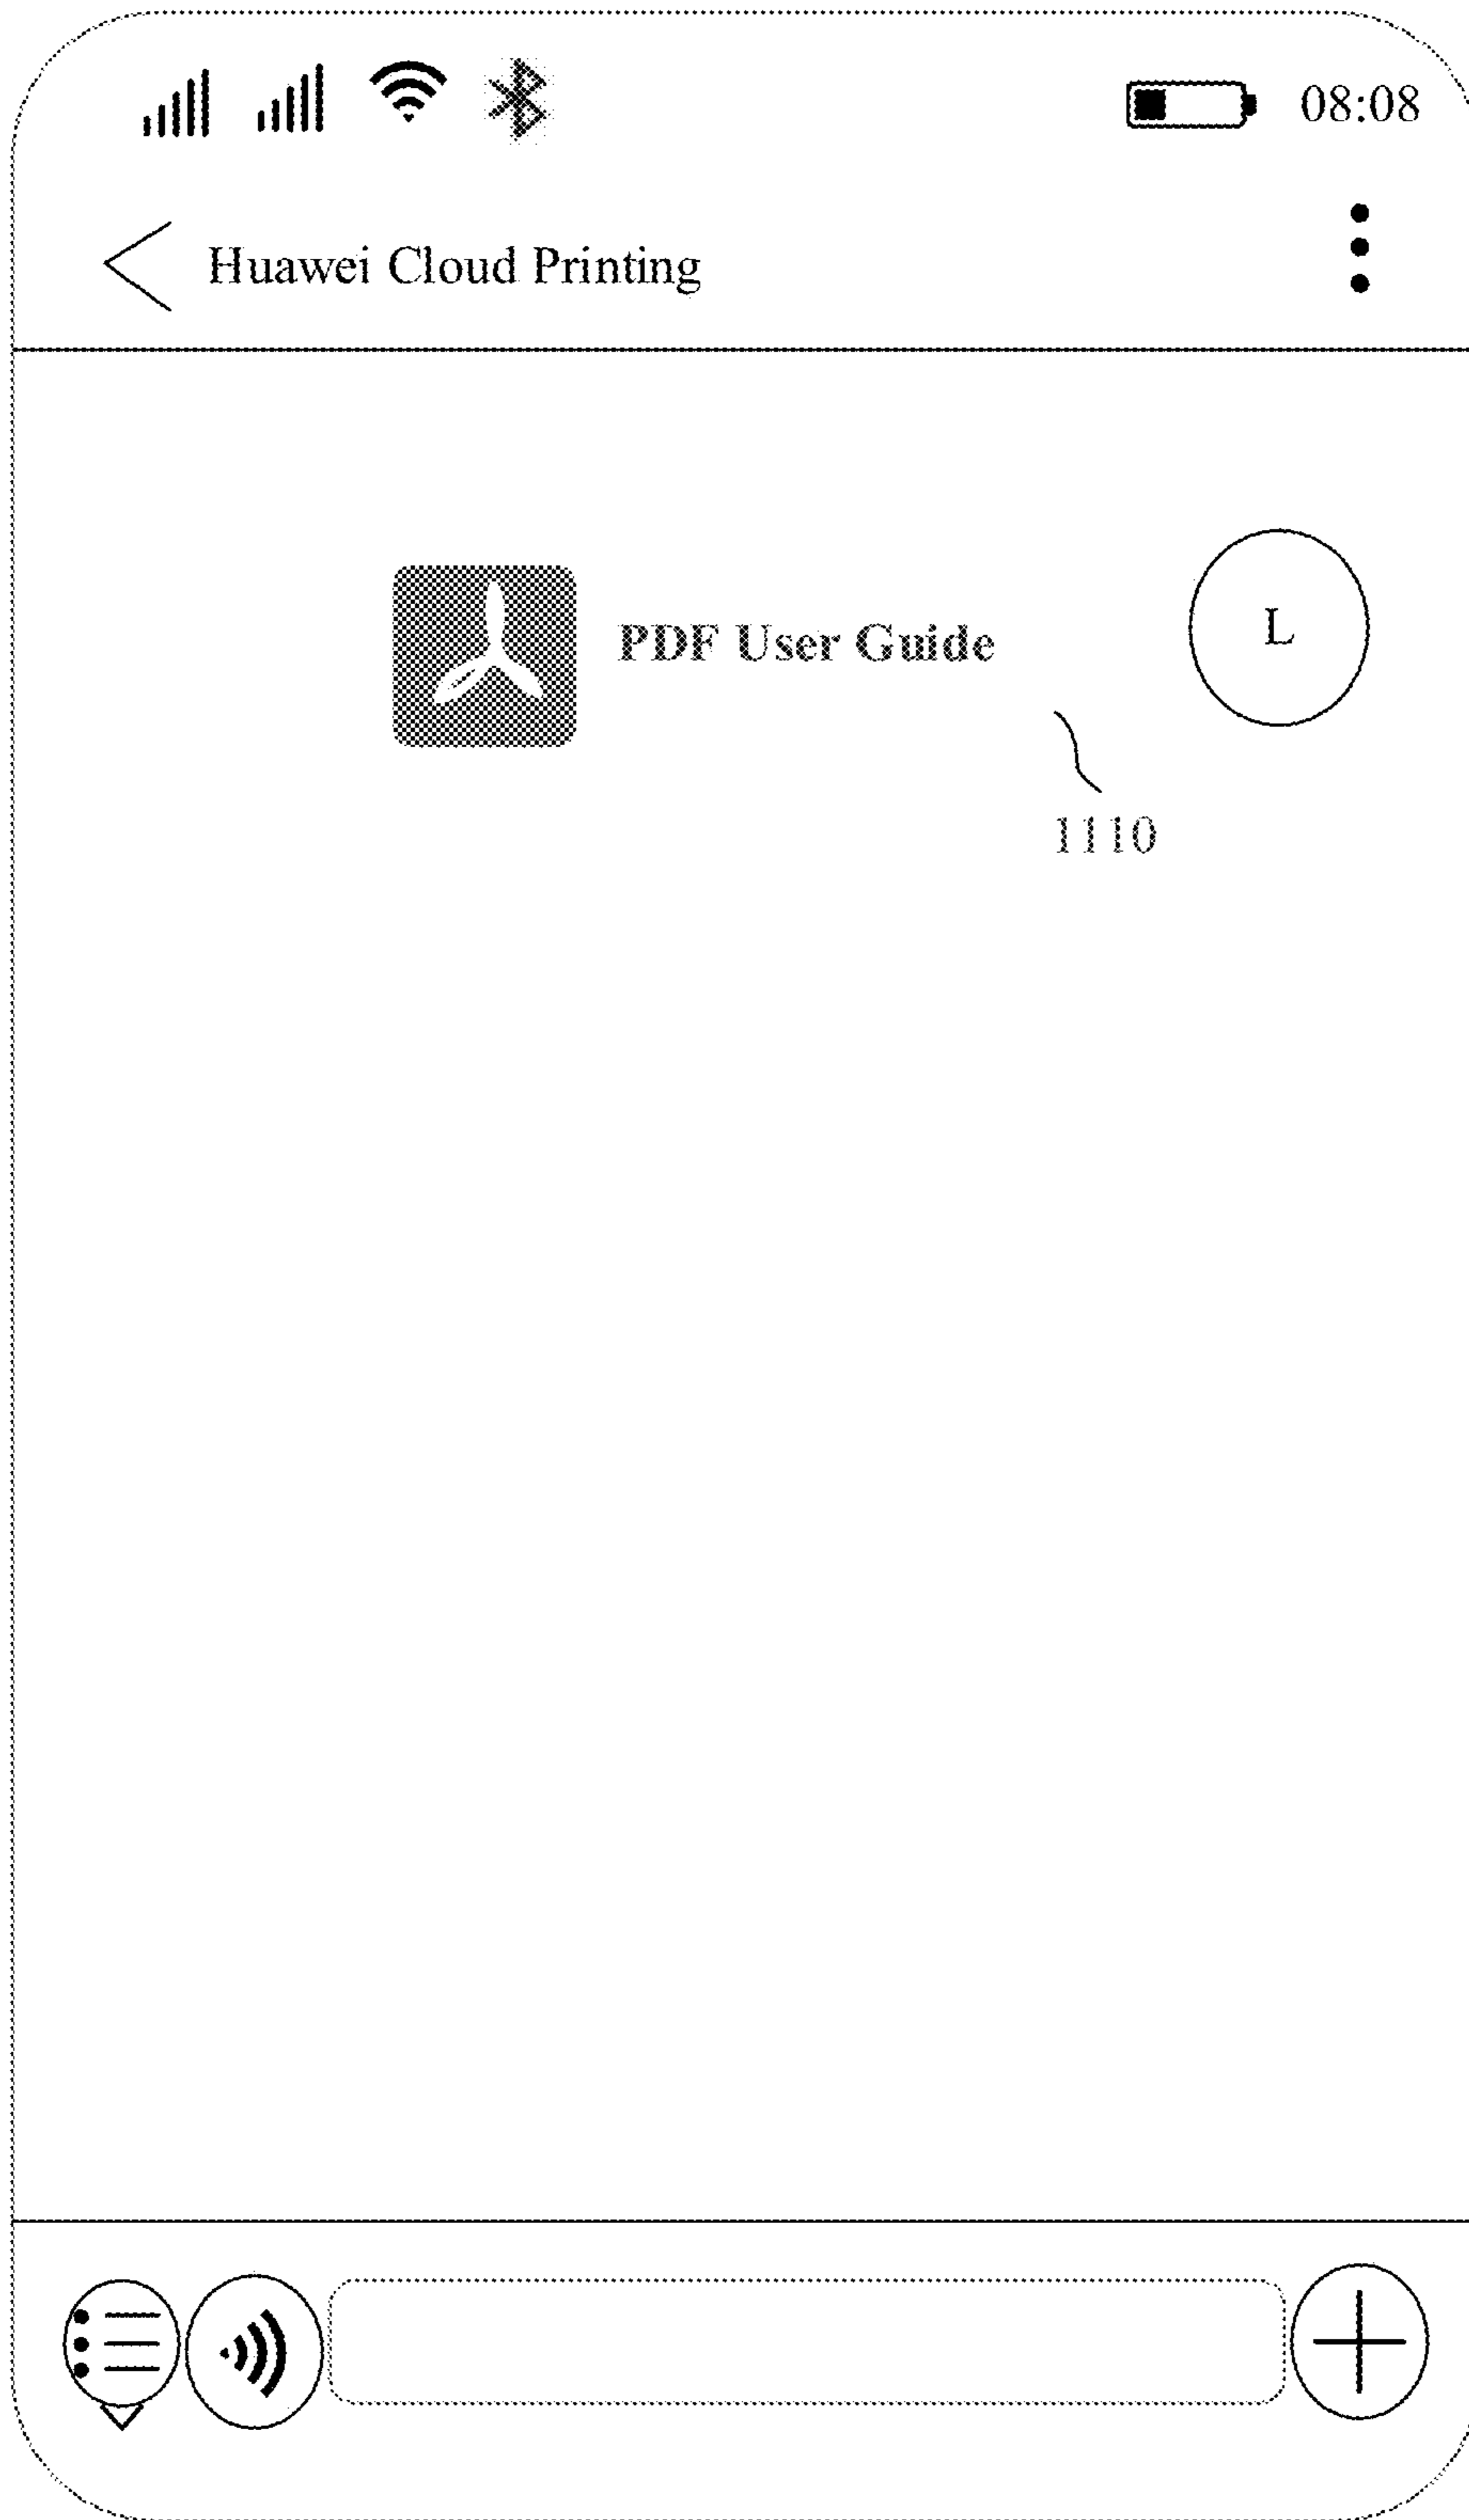 08:08
Huawei Cloud Printing
PDF User Guide
L
1110